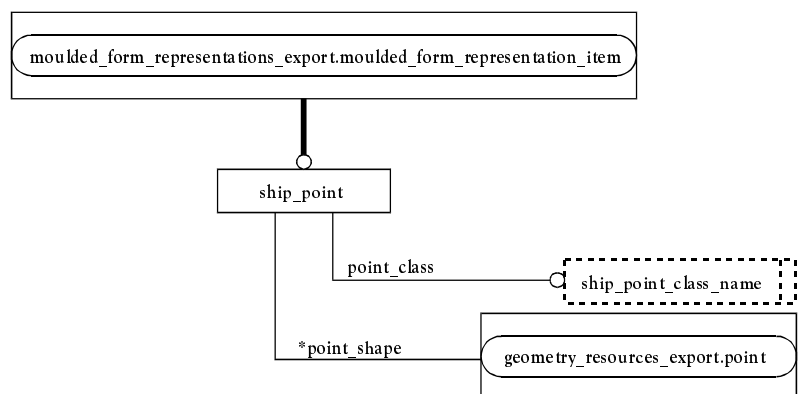 moulded_form_representations_export.moulded_form_representation_item
ship_point
point_class
ship_point_class_name
*point_shape
geometry_resources_export.point